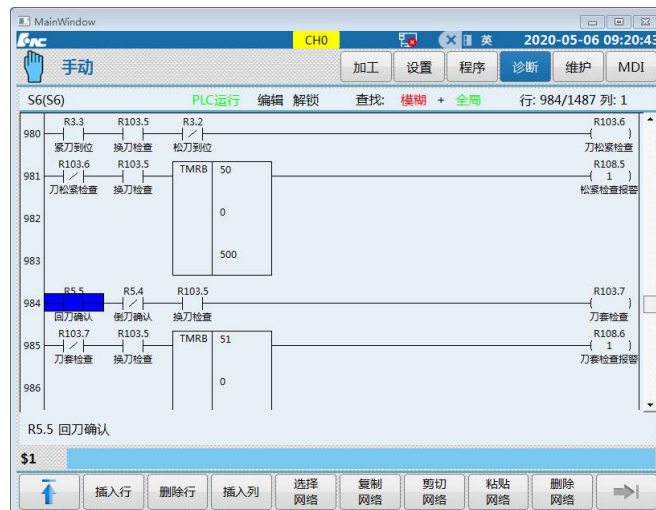 MainWindow
CH0 英 2020-05-06 09:20:43
手动 加工 设置 程序 诊断 维护 MDI
S6(S6) PLC运行 编辑 解锁 查找: 模糊 + 全局 行: 984/1487 列: 1
R3.3 R103.5 R3.2 R103.6
980 ( )
紧刀到位 换刀检查 松刀到位 刀松紧检查
R103.6 R103.5 TMRB 50 R108.5
981 ( 1 )
刀松紧检查 换刀检查 松紧检查报警
982 0
983 500
R5.5 R5.4 R103.5 R103.7
984 ( )
回刀确认 倒刀确认 换刀检查 刀套检查
R103.7 R103.5 TMRB 51 R108.6
985 ( 1 )
刀套检查 换刀检查 刀套检查报警
986 0
R5.5 回刀确认
$1
插入行 删除行 插入列 选择 复制 剪切 粘贴 删除
网络 网络 网络 网络 网络